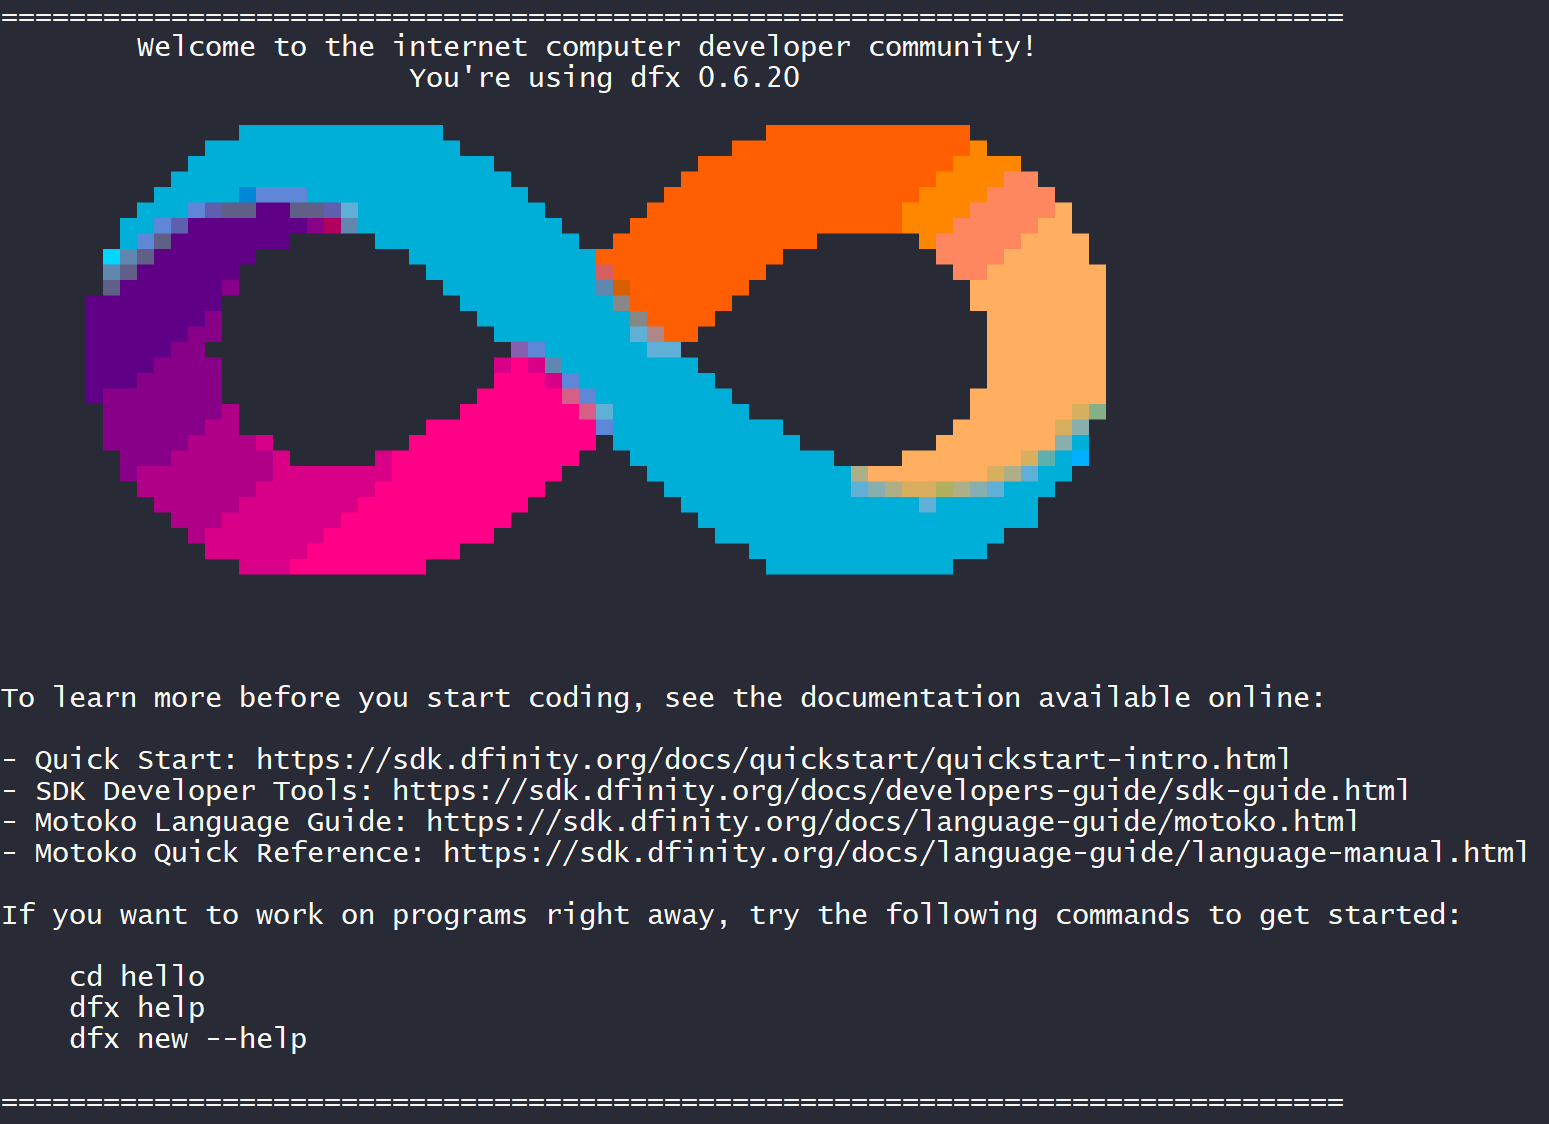 ===============================================================================
Welcome to the internet computer developer community!
You're using dfx 0.6.20
To learn more before you start coding, see the documentation available online:
- Quick Start: https://sdk.dfinity.org/docs/quickstart/quickstart-intro.html
- SDK Developer Tools: https://sdk.dfinity.org/docs/developers-guide/sdk-guide.html
- Motoko Language Guide: https://sdk.dfinity.org/docs/language-guide/motoko.html
- Motoko Quick Reference: https://sdk.dfinity.org/docs/language-guide/language-manual.html
If you want to work on programs right away, try the following commands to get started:
cd hello
dfx help
dfx new --help
===============================================================================